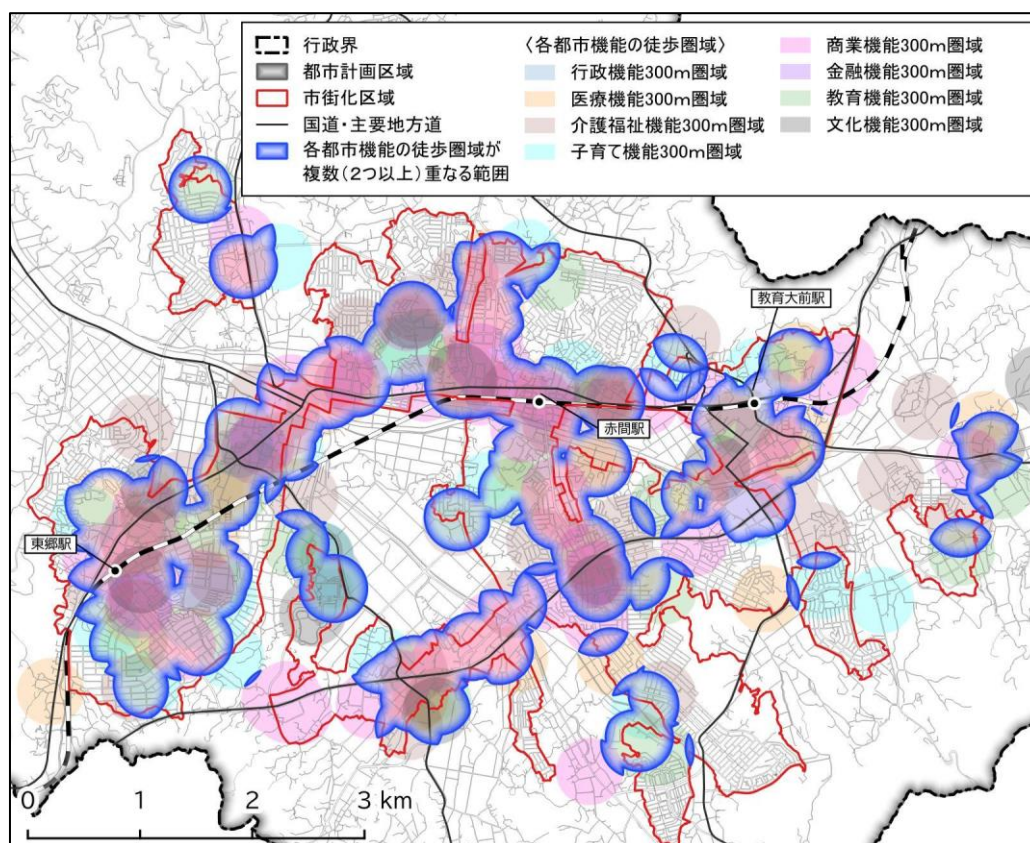 行政界
都市計画区域
市街化区域
国道・主要地方道
各都市機能の徒歩圏域が
複数(2つ以上)重なる範囲
〈各都市機能の徒歩圏域〉
行政機能300m圏域
医療機能300m圏域
介護福祉機能300m圏域
子育て機能300m圏域
商業機能300m圏域
金融機能300m圏域
教育機能300m圏域
文化機能300m圏域
教育大前駅
赤間駅
東郷駅
0 1 2 3 km